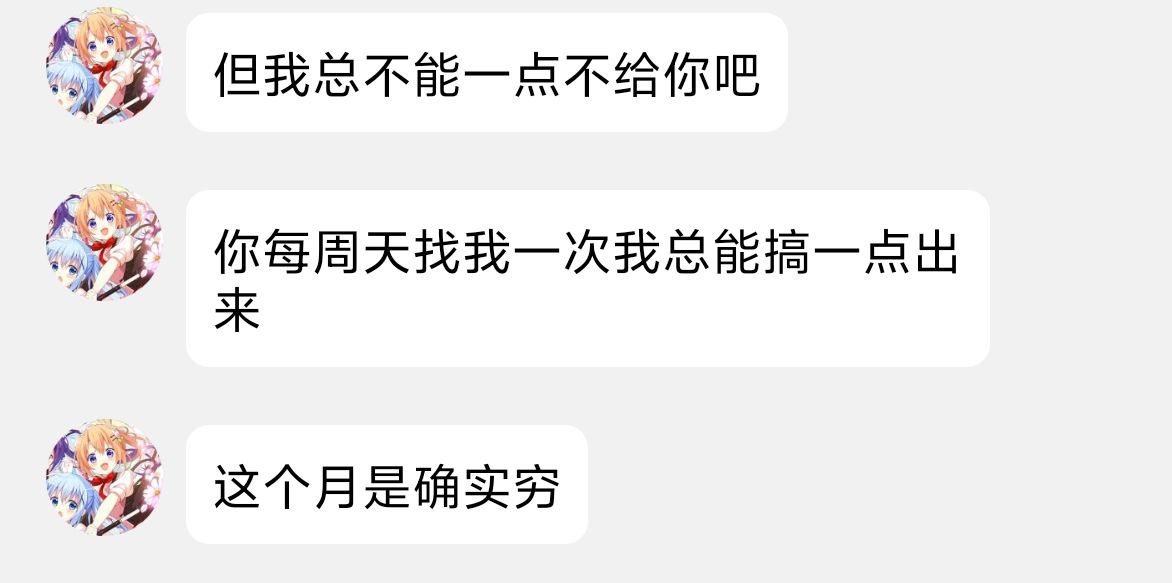 但我总不能一点不给你吧
你每周天找我一次我总能搞一点出
来
这个月是确实穷